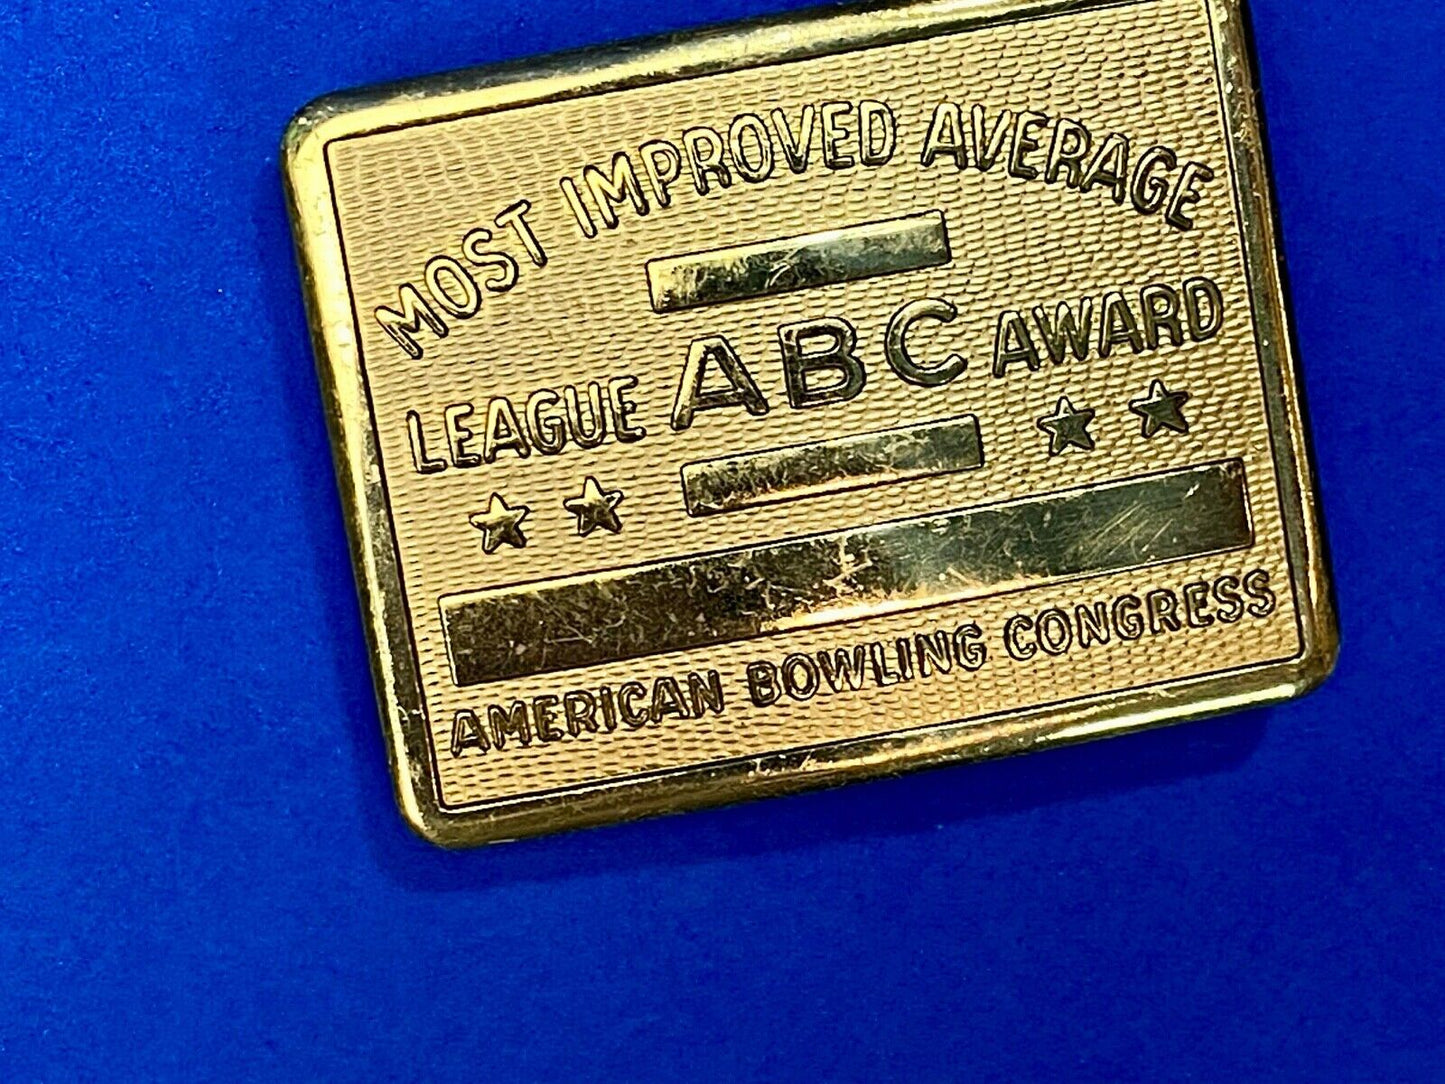 MOST IMPROVED AVERAGE
LEAGUE ABC AWARD
AMERICAN BOWLING CONGRESS